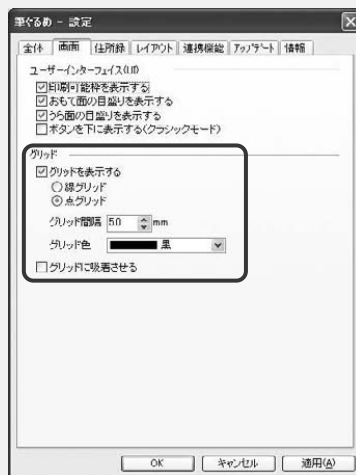 筆ぐるめ - 設定
全体 画面 住所録 レイアウト 連携機能 アップデート 情報
ユーザーインターフェイス(UI)
印刷可能枠を表示する
おもて面の目盛りを表示する
うら面の目盛りを表示する
ボタンを下に表示する(クラシックモード)
グリッド
グリッドを表示する
線グリッド
点グリッド
グリッド間隔 5.0 mm
グリッド色 黒
グリッドに吸着させる
OK キャンセル 適用(A)